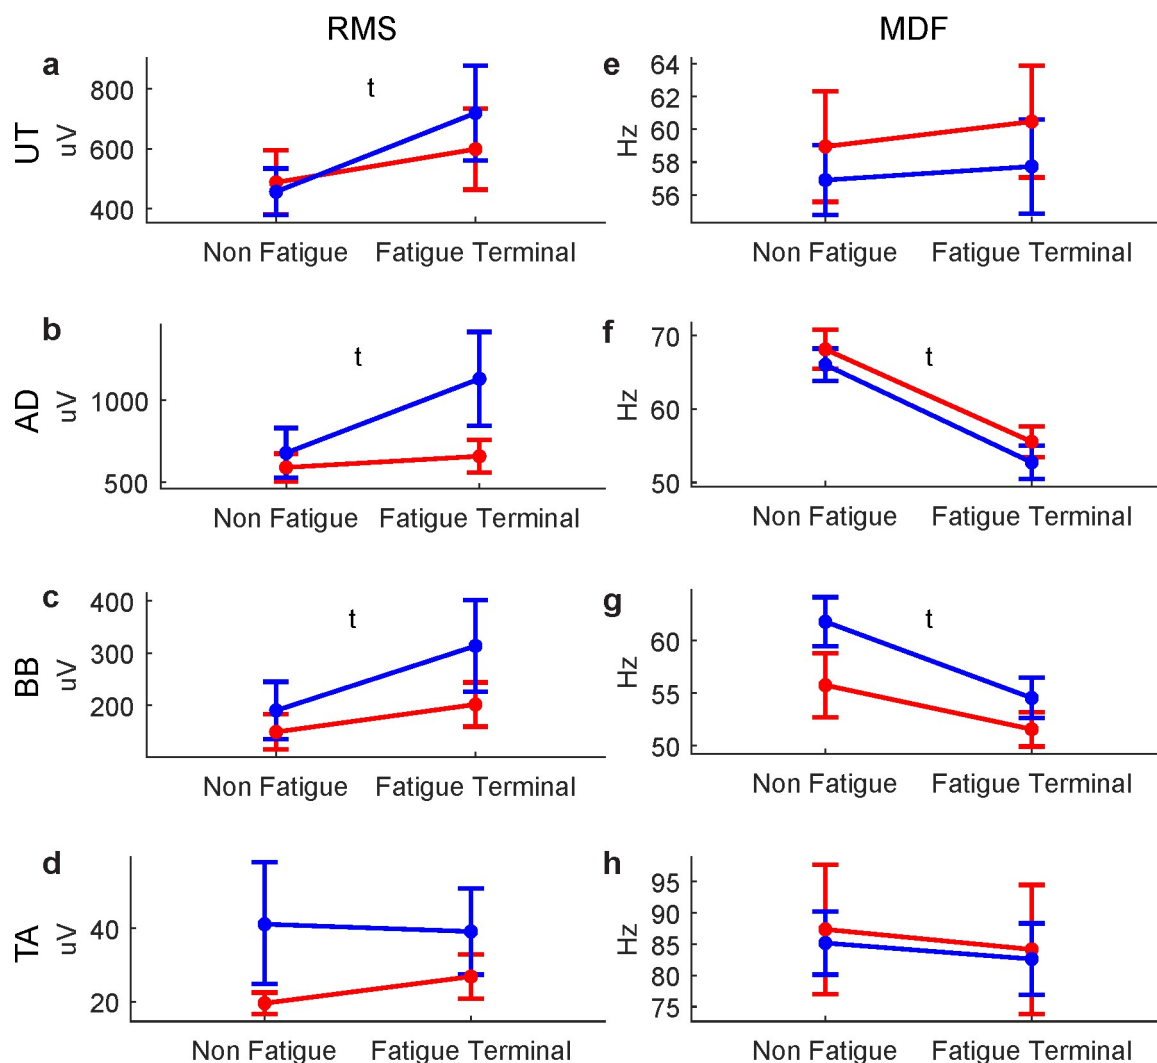 RMS
MDF
a
UT
uV
800
600
400
t
Non Fatigue
Fatigue Terminal
e
Hz
64
62
60
58
56
Non Fatigue
Fatigue Terminal
b
AD
uV
1000
500
t
Non Fatigue
Fatigue Terminal
f
Hz
70
60
50
t
Non Fatigue
Fatigue Terminal
c
BB
uV
400
300
200
t
Non Fatigue
Fatigue Terminal
g
Hz
60
55
50
t
Non Fatigue
Fatigue Terminal
d
TA
uV
40
20
Non Fatigue
Fatigue Terminal
h
Hz
95
90
85
80
75
Non Fatigue
Fatigue Terminal